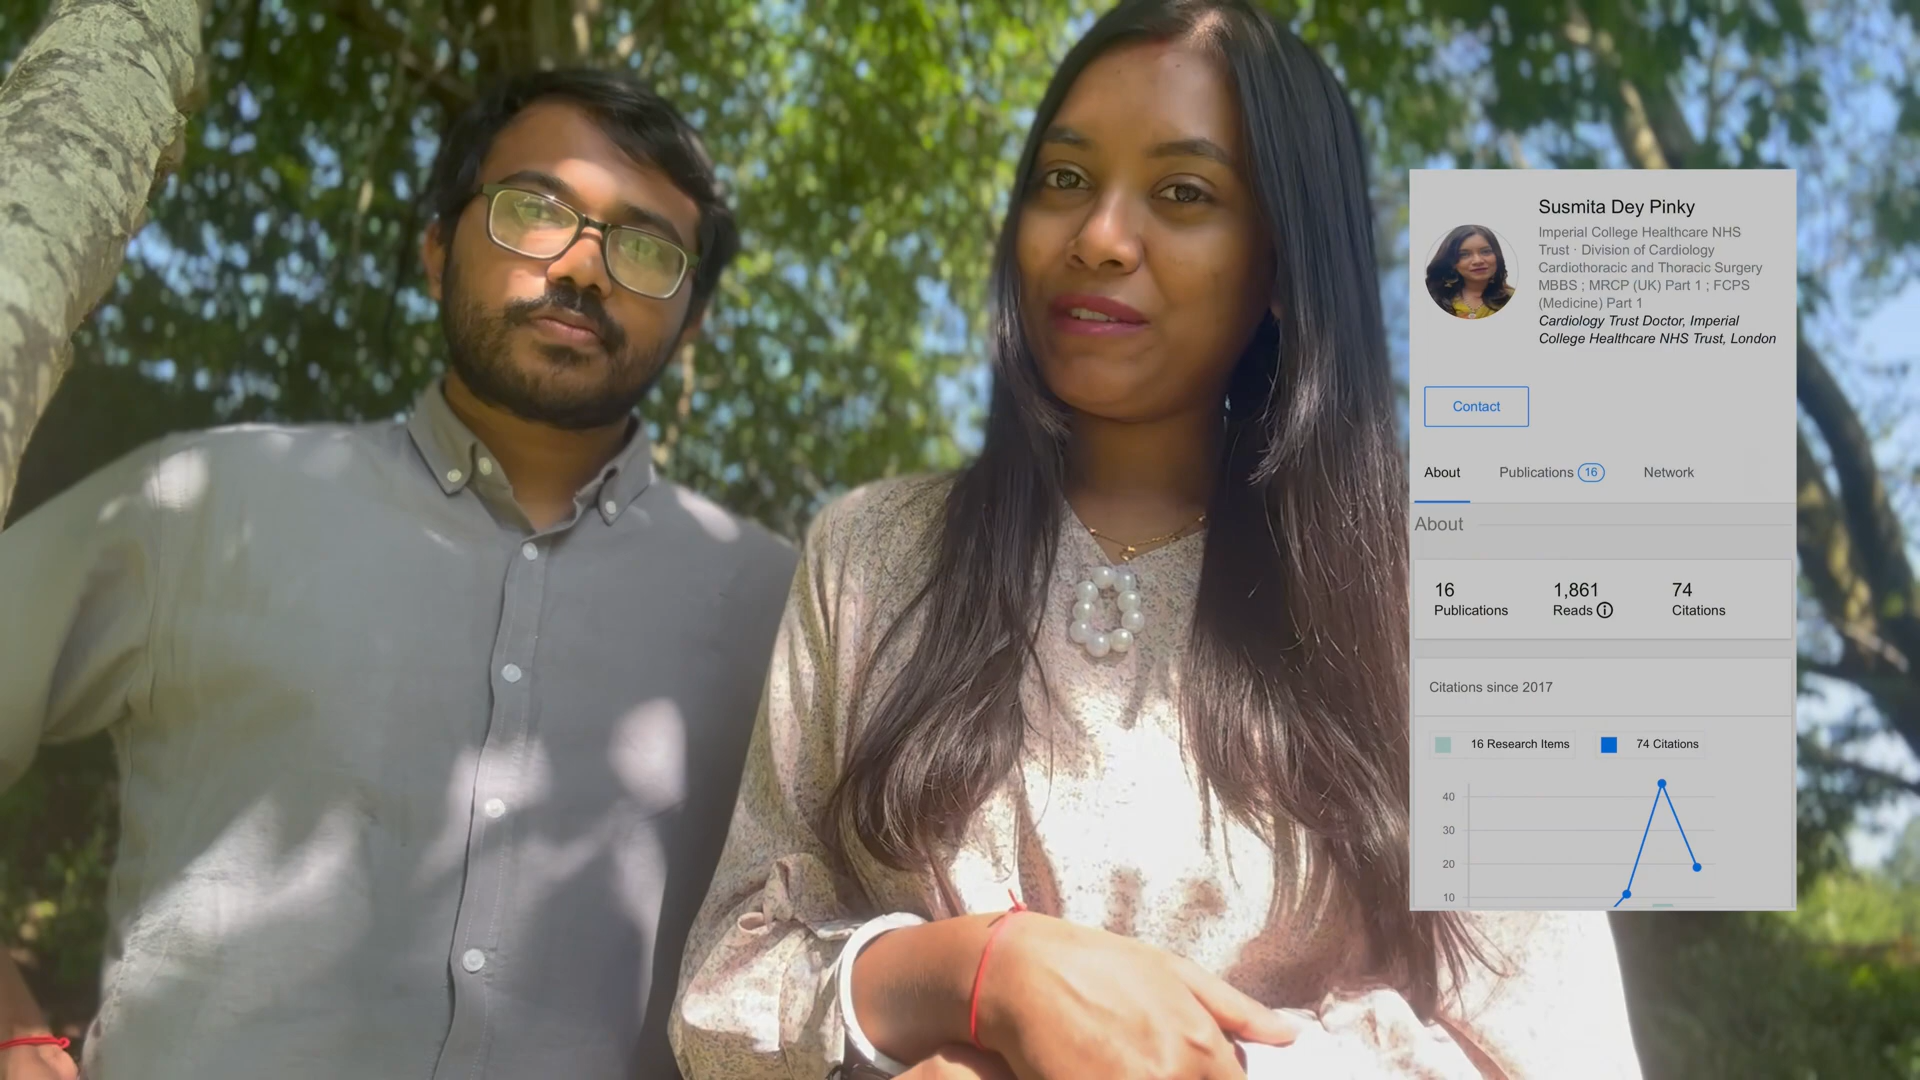 Susmita Dey Pinky
Imperial College Healthcare NHS
Trust · Division of Cardiology
Cardiothoracic and Thoracic Surgery
MBBS ; MRCP (UK) Part 1 ; FCPS
(Medicine) Part 1
Cardiology Trust Doctor, Imperial
College Healthcare NHS Trust, London
Contact
About Publications 16 Network
About
16 1,861 74
Publications Reads Citations
Citations since 2017
16 Research Items 74 Citations
40
30
20
10